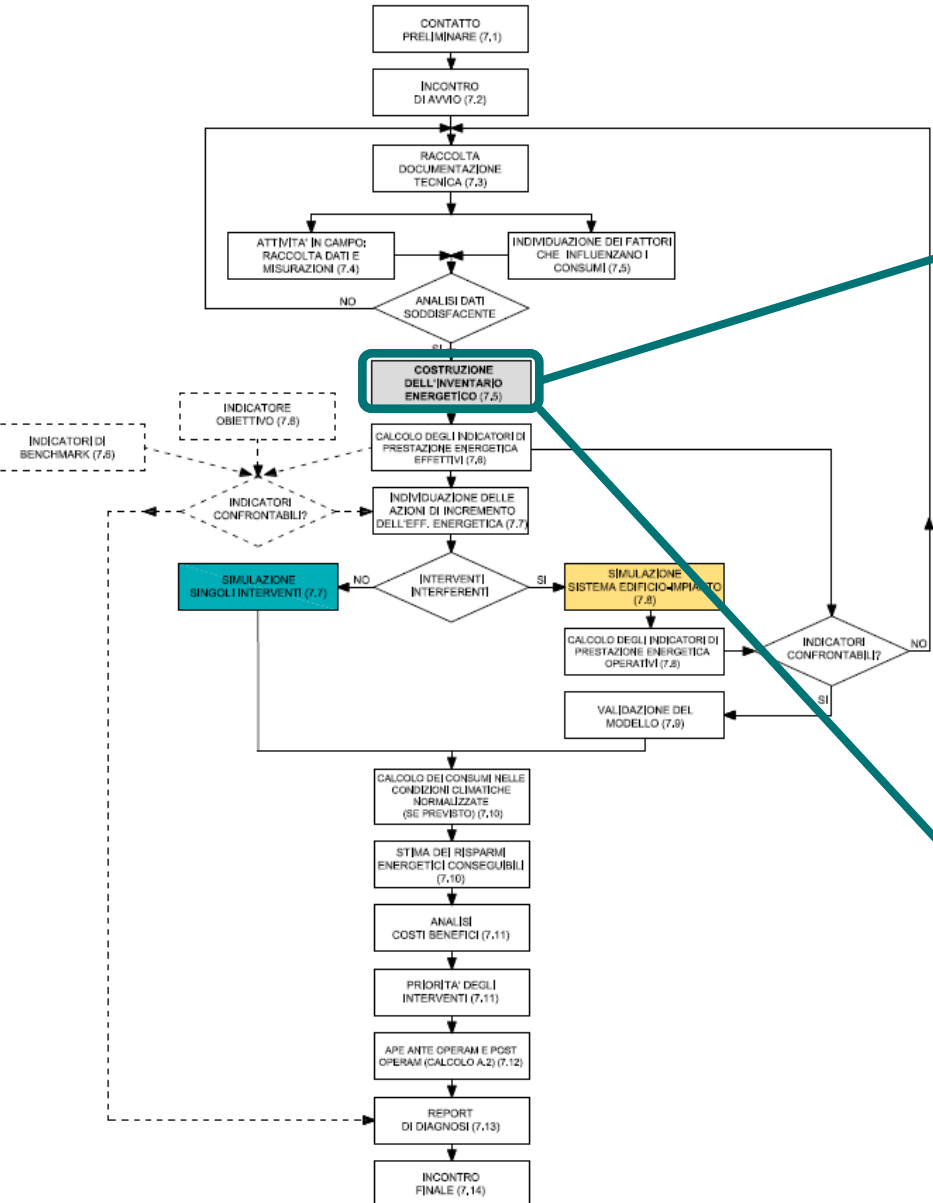 CONTATTO
PRELIMINARE (7.1)
INCONTRO
DI AVVIO (7.2)
RACCOLTA
DOCUMENTAZIONE
TECNICA (7.3)
ATTIVITA' IN CAMPO:
RACCOLTA DATI E
MISURAZIONI (7.4)
INDIVIDUAZIONE DEI FATTORI
CHE INFLUENZANO I
CONSUMI (7.5)
NO
ANALISI DATI
SODDISFACENTE
SI
COSTRUZIONE
DELL'INVENTARIO
ENERGETICO (7.5)
INDICATORE
OBIETTIVO (7.6)
INDICATORI DI
BENCHMARK (7.6)
CALCOLO DEGLI INDICATORI DI
PRESTAZIONE ENERGETICA
EFFETTIVI (7.6)
INDICATORI
CONFRONTABILI?
INDIVIDUAZIONE DELLE
AZIONI DI INCREMENTO
DELL'EFF. ENERGETICA (7.7)
SIMULAZIONE
SINGOLI INTERVENTI (7.7)
NO
INTERVENTI
INTERFERENTI
SI
SIMULAZIONE
SISTEMA EDIFICIO-IMPIANTO
(7.8)
CALCOLO DEGLI INDICATORI DI
PRESTAZIONE ENERGETICA
OPERATIVI (7.8)
INDICATORI
CONFRONTABILI?
NO
SI
VALIDAZIONE DEL
MODELLO (7.9)
CALCOLO DEI CONSUMI NELLE
CONDIZIONI CLIMATICHE
NORMALIZZATE
(SE PREVISTO) (7.10)
STIMA DEI RISPARMI
ENERGETICI CONSEGUIBILI
(7.10)
ANALISI
COSTI BENEFICI (7.11)
PRIORITA' DEGLI
INTERVENTI (7.11)
APE ANTE OPERAM E POST
OPERAM (CALCOLO A.2) (7.12)
REPORT
DI DIAGNOSI (7.13)
INCONTRO
FINALE (7.14)